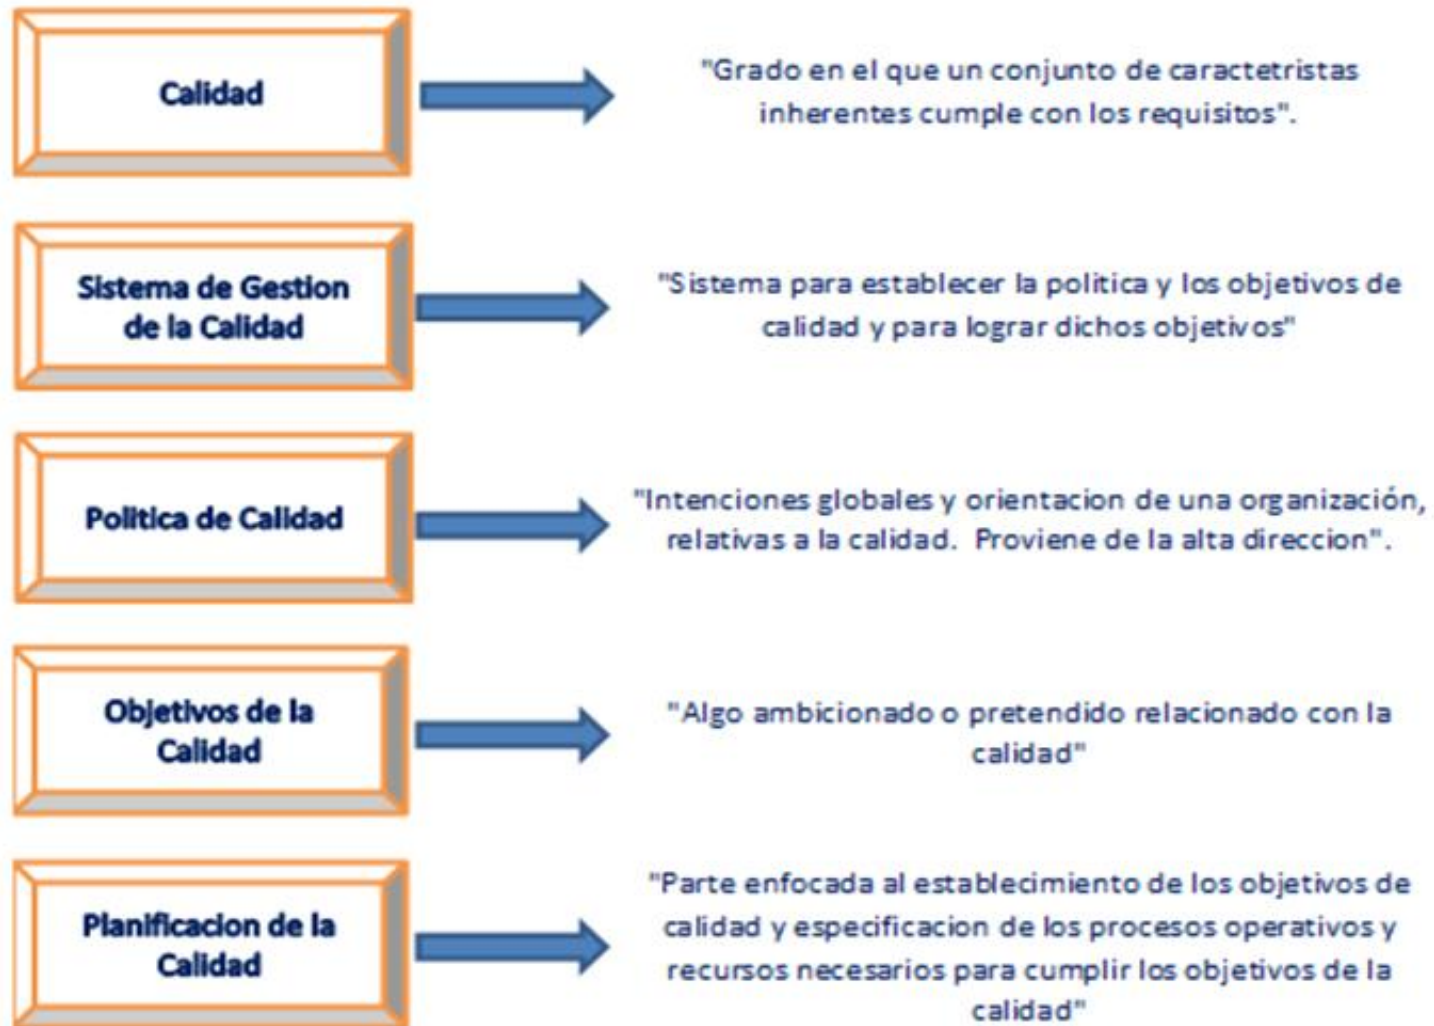 Calidad
"Grado en el que un conjunto de caractetristas
inherentes cumple con los requisitos".
Sistema de Gestion
de la Calidad
"Sistema para establecer la politica y los objetivos de
calidad y para lograr dichos objetivos"
Politica de Calidad
"Intenciones globales y orientacion de una organización,
relativas a la calidad.  Proviene de la alta direccion".
Objetivos de la
Calidad
"Algo ambicionado o pretendido relacionado con la
calidad"
Planificacion de la
Calidad
"Parte enfocada al establecimiento de los objetivos de
calidad y especificacion de los procesos operativos y
recursos necesarios para cumplir los objetivos de la
calidad"